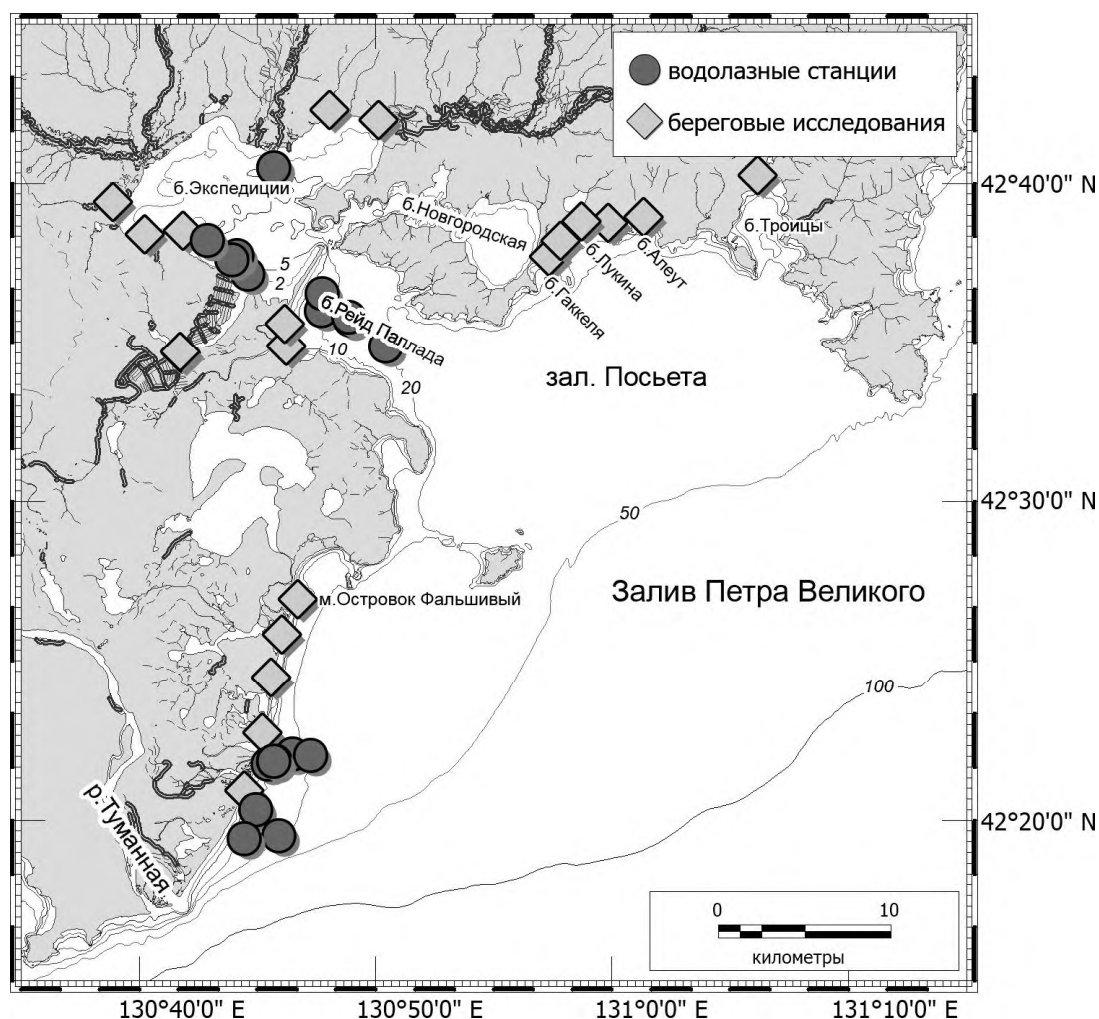 водолазные станции
береговые исследования
б.Экспедиции
б.Новгородская
б.Троицы
б.Алеут
б.Лукина
б.Гаккеля
5
2
б.Рейд Паллада
10
20
зал. Посьета
50
Залив Петра Великого
м.Островок Фальшивый
100
р.Туманная
0 10
километры
42°40'0" N
42°30'0" N
42°20'0" N
130°40'0" E 130°50'0" E 131°0'0" E 131°10'0" E